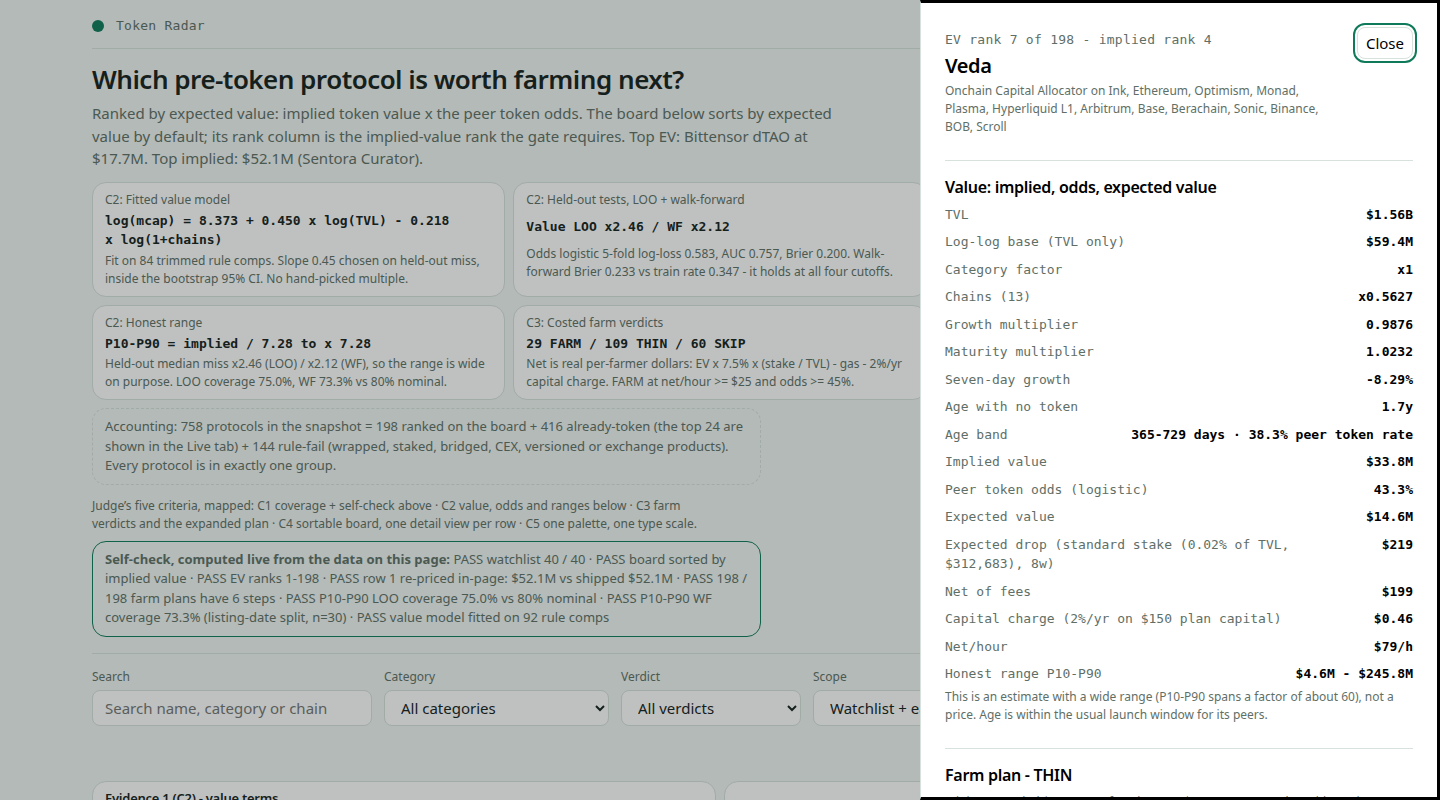 Token Radar
Which pre-token protocol is worth farming next?
Ranked by expected value: implied token value x the peer token odds. The board below sorts by expected
value by default; its rank column is the implied-value rank the gate requires. Top EV: Bittensor dTAO at
$17.7M. Top implied: $52.1M (Sentora Curator).
C2: Fitted value model
log(mcap) = 8.373 + 0.450 x log(TVL) - 0.218
x log(1+chains)
Fit on 84 trimmed rule comps. Slope 0.45 chosen on held-out miss,
inside the bootstrap 95% CI. No hand-picked multiple.
C2: Held-out tests, LOO + walk-forward
Value LOO x2.46 / WF x2.12
Odds logistic 5-fold log-loss 0.583, AUC 0.757, Brier 0.200. Walk-
forward Brier 0.233 vs train rate 0.347 - it holds at all four cutoffs.
C2: Honest range
P10-P90 = implied / 7.28 to x 7.28
Held-out median miss x2.46 (LOO) / x2.12 (WF), so the range is wide
on purpose. LOO coverage 75.0%, WF 73.3% vs 80% nominal.
C3: Costed farm verdicts
29 FARM / 109 THIN / 60 SKIP
Net is real per-farmer dollars: EV x 7.5% x (stake / TVL) - gas - 2%/yr
capital charge. FARM at net/hour >= $25 and odds >= 45%.
Accounting: 758 protocols in the snapshot = 198 ranked on the board + 416 already-token (the top 24 are
shown in the Live tab) + 144 rule-fail (wrapped, staked, bridged, CEX, versioned or exchange products).
Every protocol is in exactly one group.
Judge's five criteria, mapped: C1 coverage + self-check above · C2 value, odds and ranges below · C3 farm
verdicts and the expanded plan · C4 sortable board, one detail view per row · C5 one palette, one type scale.
Self-check, computed live from the data on this page: PASS watchlist 40 / 40 · PASS board sorted by
implied value · PASS EV ranks 1-198 · PASS row 1 re-priced in-page: $52.1M vs shipped $52.1M · PASS 198 /
198 farm plans have 6 steps · PASS P10-P90 LOO coverage 75.0% vs 80% nominal · PASS P10-P90 WF
coverage 73.3% (listing-date split, n=30) · PASS value model fitted on 92 rule comps
Search
Category
Verdict
Scope
Search name, category or chain
All categories
All verdicts
Watchlist + e
Evidence 1 (C2) - value terms
EV rank 7 of 198 - implied rank 4
Close
Veda
Onchain Capital Allocator on Ink, Ethereum, Optimism, Monad,
Plasma, Hyperliquid L1, Arbitrum, Base, Berachain, Sonic, Binance,
BOB, Scroll
Value: implied, odds, expected value
TVL $1.56B
Log-log base (TVL only) $59.4M
Category factor x1
Chains (13) x0.5627
Growth multiplier 0.9876
Maturity multiplier 1.0232
Seven-day growth -8.29%
Age with no token 1.7y
Age band 365-729 days · 38.3% peer token rate
Implied value $33.8M
Peer token odds (logistic) 43.3%
Expected value $14.6M
Expected drop (standard stake (0.02% of TVL, $219
$312,683), 8w)
Net of fees $199
Capital charge (2%/yr on $150 plan capital) $0.46
Net/hour $79/h
Honest range P10-P90 $4.6M - $245.8M
This is an estimate with a wide range (P10-P90 spans a factor of about 60), not a
price. Age is within the usual launch window for its peers.
Farm plan - THIN